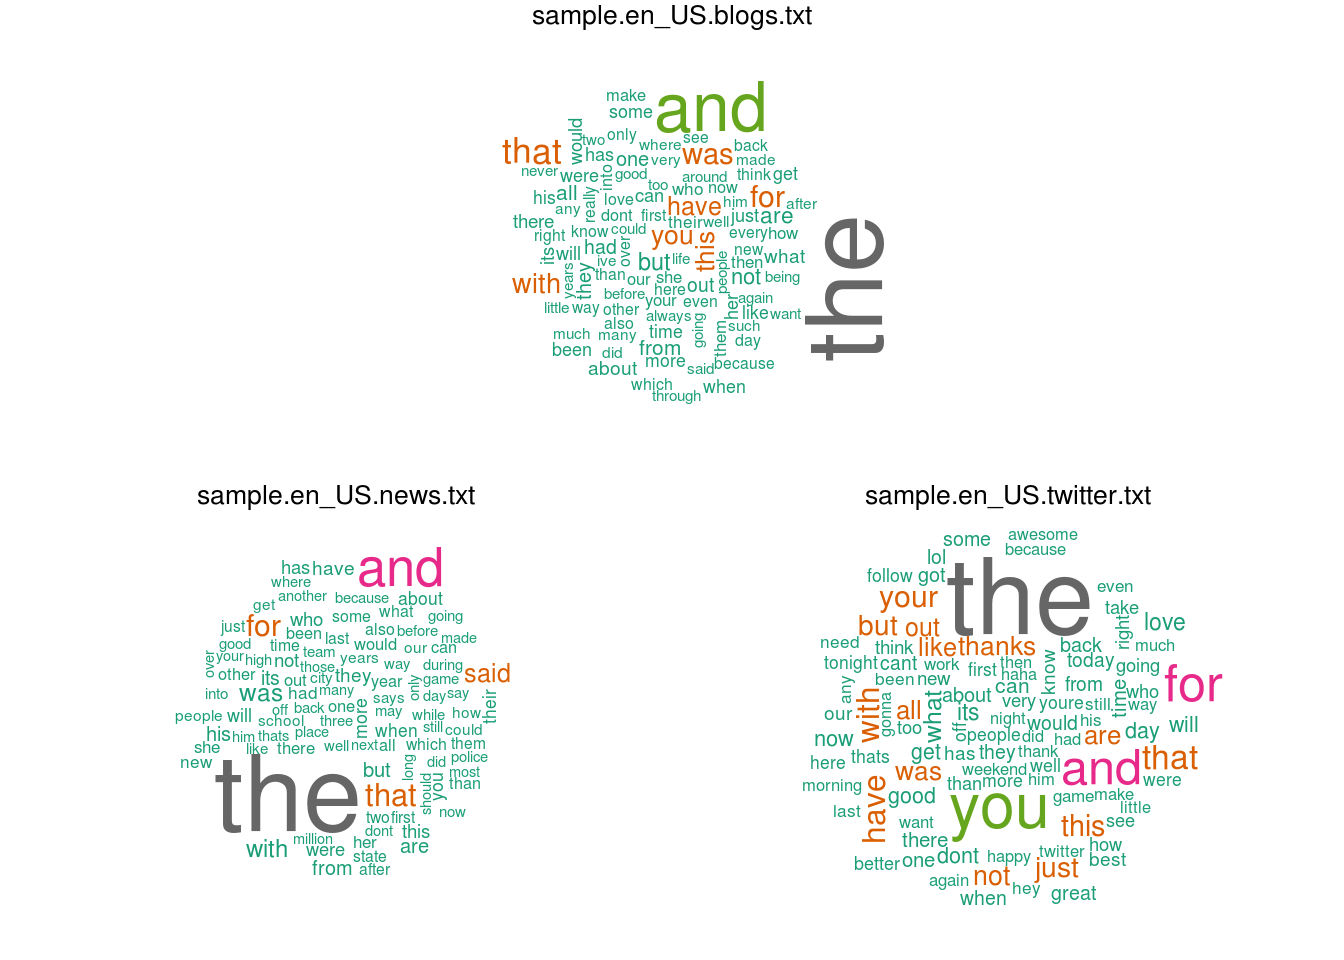 sample.en_US.blogs.txt
make
some
and
would
two
only
where
see
back
that
has
one
very
was
made
never
were
into
good
around
think
get
too
his
all
really
love
can
who
now
for
him
after
any
have
there
dont
first
their
well
just
are
right
know
could
you
this
every
how
its
will
had
over
ive
but
life
new
then
what
years
they
than
our
she
people
not
being
with
here
out
before
your
even
her
again
little
way
other
always
like
want
also
time
going
them
such
much
many
day
been
did
from
the
about
more
said
because
which
when
through
sample.en_US.news.txt
has
have
and
where
another
because
about
get
just
for
who
some
what
going
been
last
also
before
made
good
time
team
would
our
can
over
your
high
not
those
years
way
during
said
other
its
out
city
they
year
only
game
into
was
had
many
says
day
say
their
people
will
off
back
one
more
may
while
how
school
three
his
him
thats
place
when
still
could
she
like
there
well
next
all
which
them
new
the
but
long
did
police
most
that
should
you
than
two
first
now
dont
this
million
with
were
her
are
state
from
after
sample.en_US.twitter.txt
some
awesome
lol
because
follow
got
the
even
your
take
but
out
right
love
need
think
like
thanks
back
much
tonight
cant
work
first
then
know
today
going
been
new
haha
any
with
gonna
all
what
about
can
from
who
for
very
youre
time
still
way
our
its
night
would
his
too
off
people
did
had
are
day
will
now
here
thats
get
has
they
thank
that
morning
was
weekend
well
and
were
than
more
him
have
good
you
game
make
last
little
want
this
see
there
how
better
one
dont
happy
twitter
best
again
not
just
hey
when
great